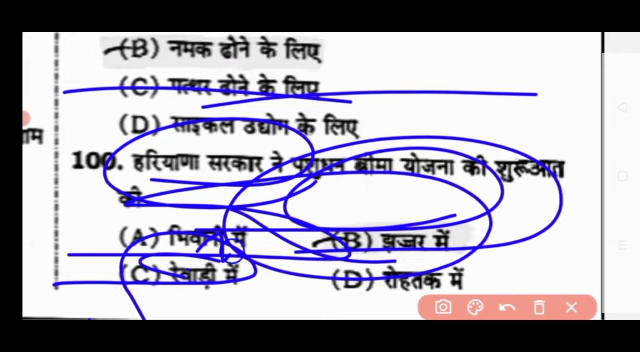 (B) नमक ढोने के लिए
(C) पत्थर ढोने के लिए
(D) साइकल उद्योग के लिए
100. हरियाणा सरकार ने पशुधन बीमा योजना की शुरूआत
की
(A) भिवानी में (B) झज्जर में
(C) रेवाड़ी में (D) रोहतक में